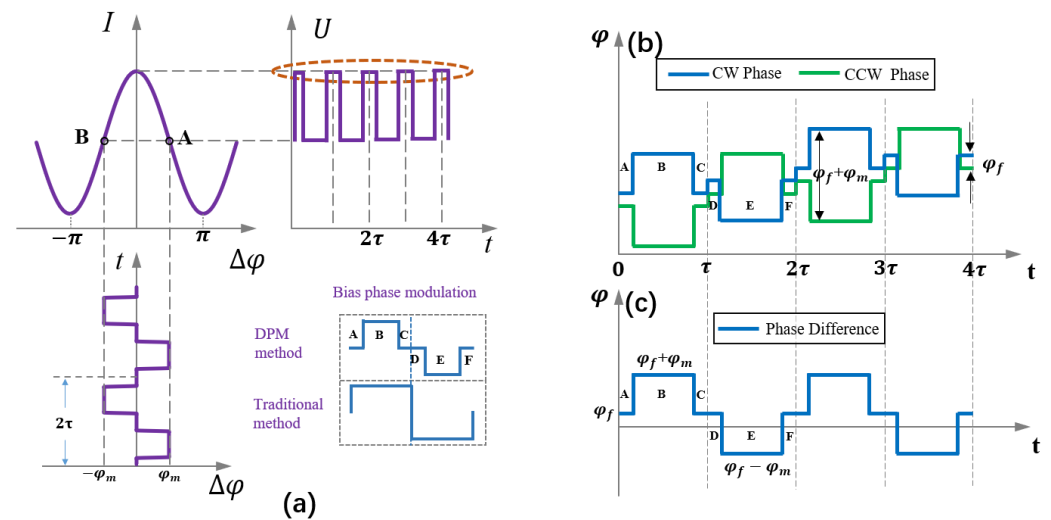 I
U
B
A
−π
π
Δφ
2τ
4τ
t
t
2τ
−φm
φm
Δφ
Bias phase modulation
DPM
method
A
B
C
D
E
F
Traditional
method
(a)
φ
(b)
CW Phase
CCW Phase
A
B
C
D
E
F
φf+φm
φf
0
τ
2τ
3τ
4τ
t
φ
(c)
Phase Difference
φf+φm
A
B
C
φf
D
E
F
φf − φm
t